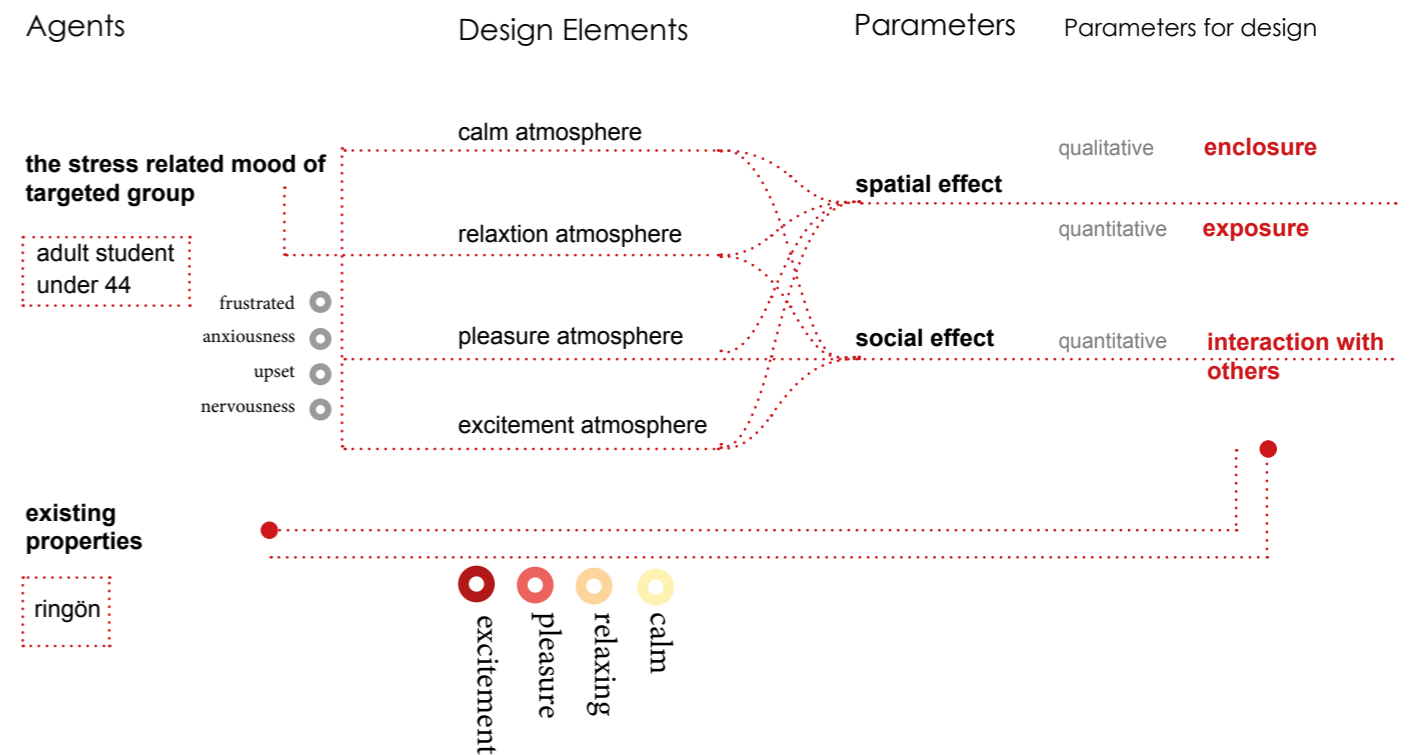 Agents
Design Elements
Parameters
Parameters for design
the stress related mood of
targeted group
adult student
under 44
frustrated
anxiousness
upset
nervousness
calm atmosphere
relaxtion atmosphere
pleasure atmosphere
excitement atmosphere
spatial effect
social effect
qualitative
enclosure
quantitative
exposure
quantitative
interaction with
others
existing
properties
ringön
excitement
pleasure
relaxing
calm